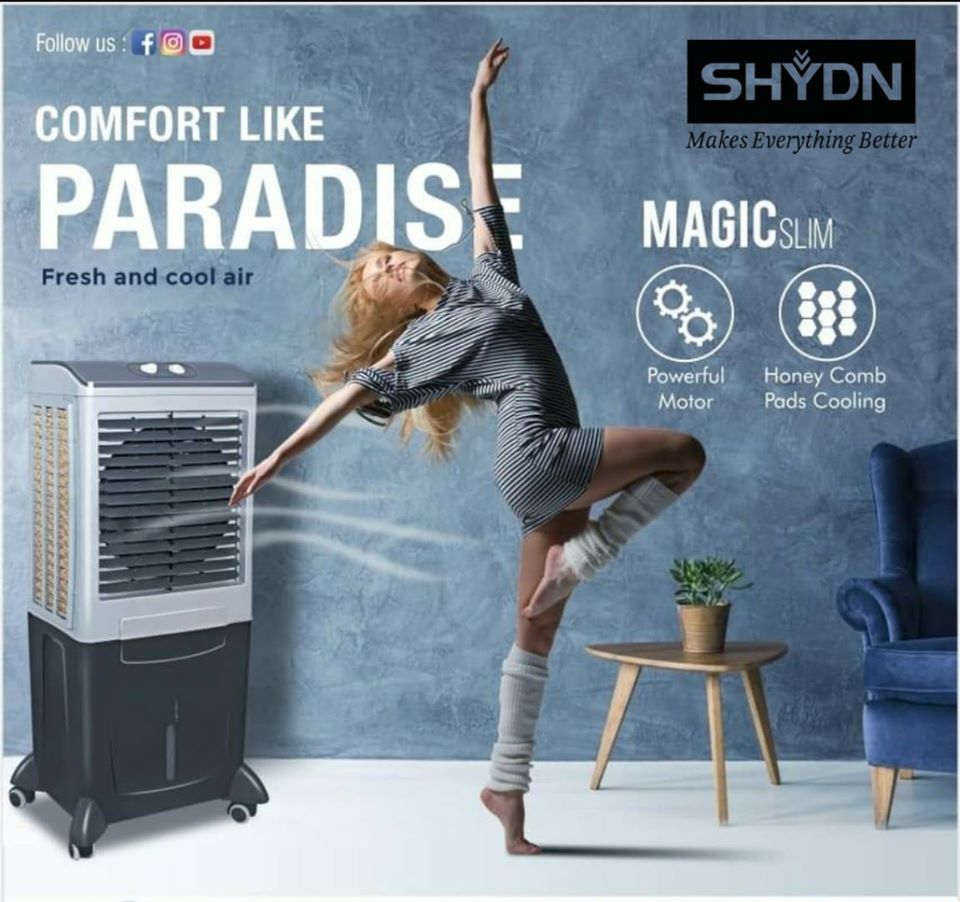 Follow us :
COMFORT LIKE
PARADISE
Fresh and cool air
SHYDN
Makes Everything Better
MAGICSLIM
Powerful
Motor
Honey Comb
Pads Cooling